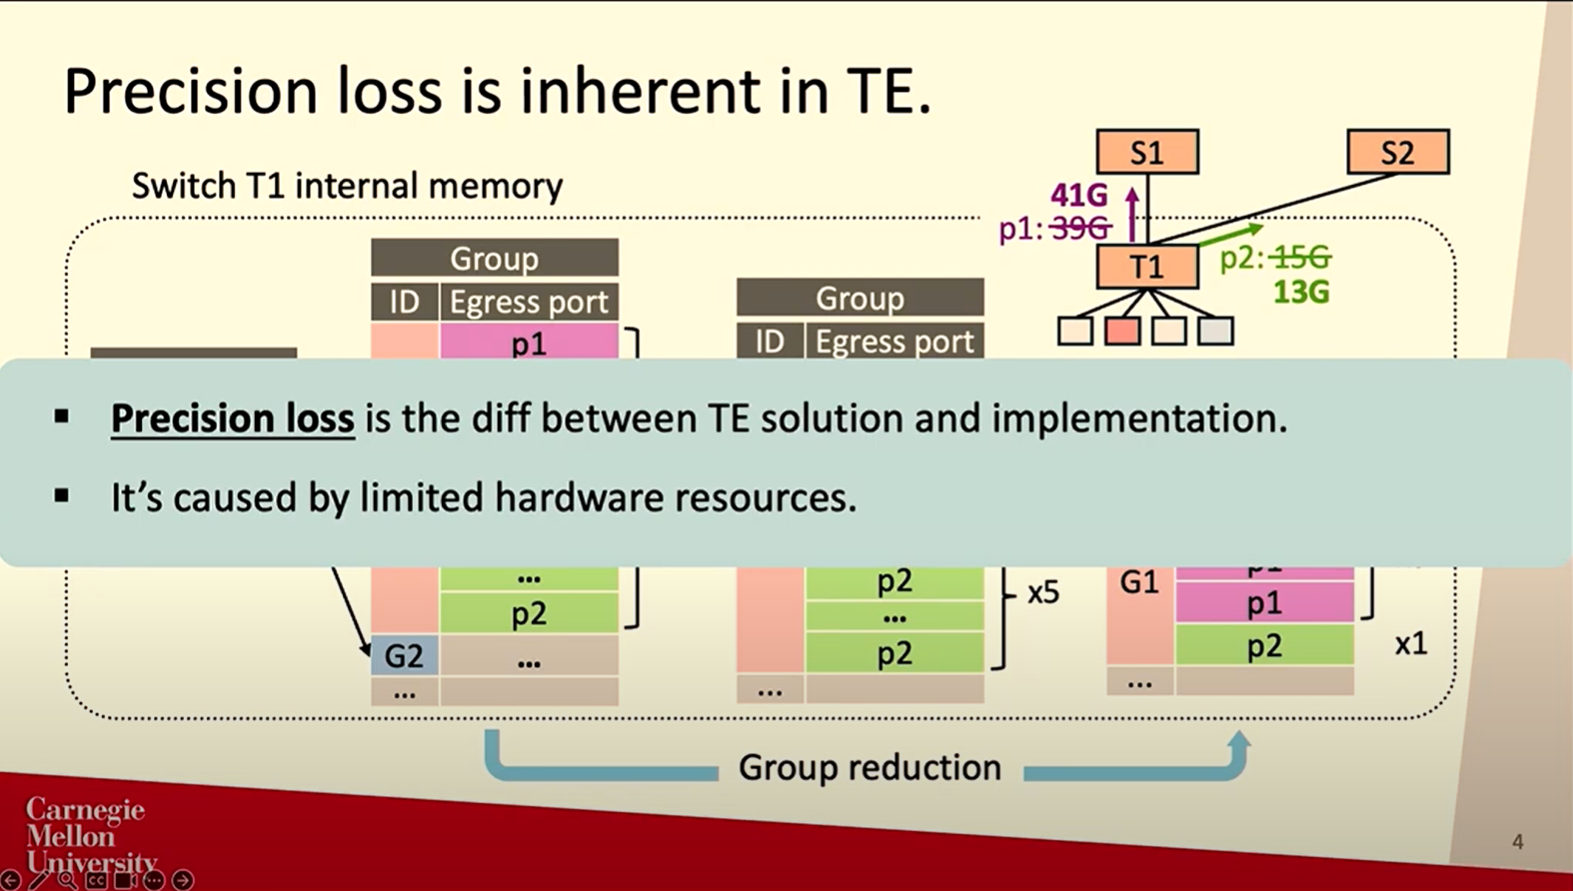 Precision loss is inherent in TE.
Switch T1 internal memory
S1
S2
41G
p1: 39G
T1
p2: 15G
13G
Group
ID Egress port
p1
Group
ID Egress port
▪ Precision loss is the diff between TE solution and implementation.
▪ It's caused by limited hardware resources.
...
p2
G2 ...
...
p2
...
p2
x5
...
G1
p1
p1
p2
x1
...
Group reduction
Carnegie
Mellon
University
CC
4